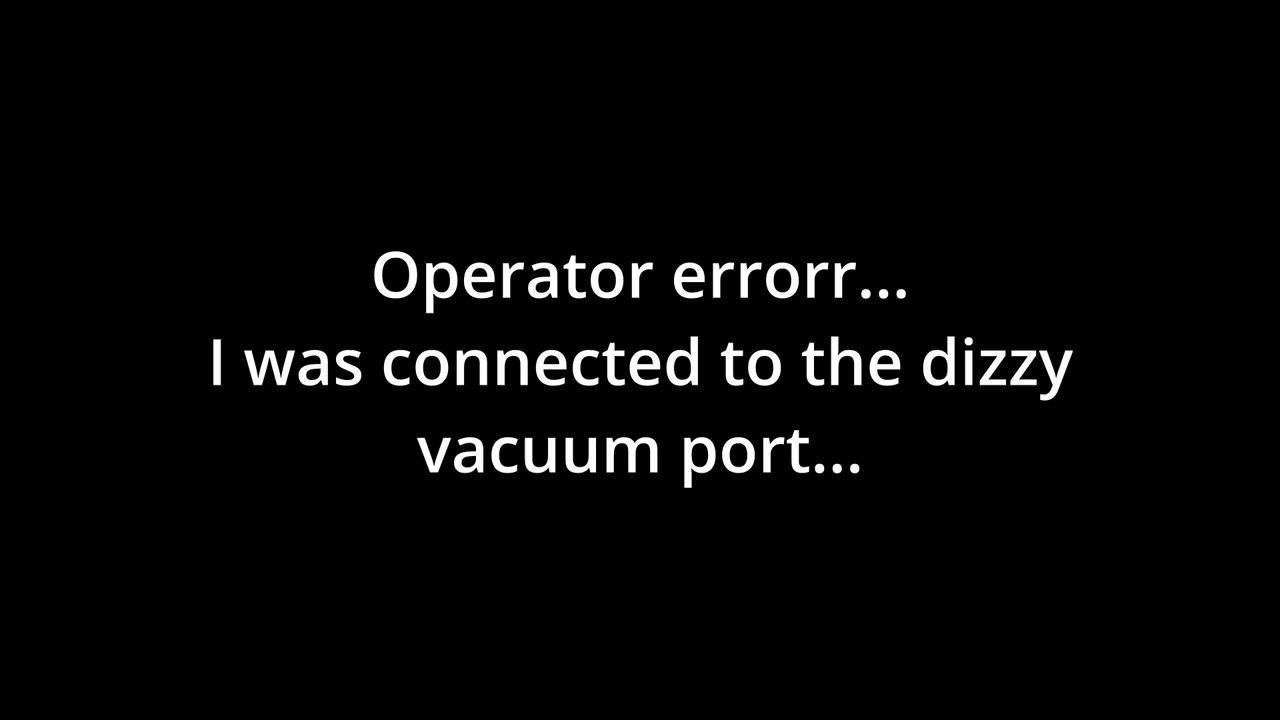 Operator errorr...
I was connected to the dizzy
vacuum port...